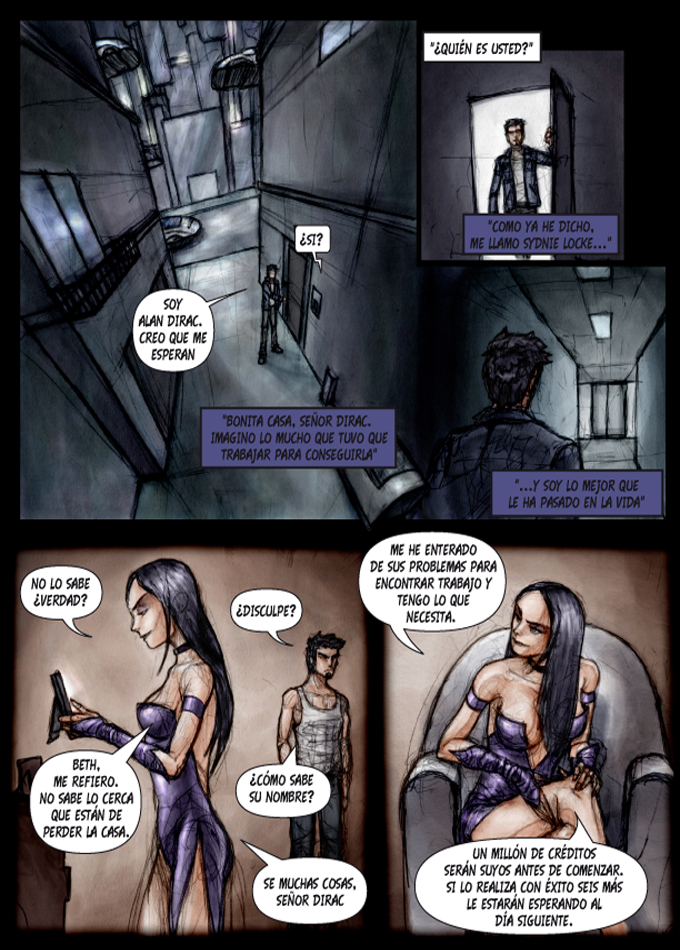 ¿SI?
SOY
ALAN DIRAC.
CREO QUE ME
ESPERAN
"BONITA CASA, SEÑOR DIRAC.
IMAGINO LO MUCHO QUE TUVO QUE
TRABAJAR PARA CONSEGUIRLA"
"¿QUIÉN ES USTED?"
"COMO YA HE DICHO,
ME LLAMO SYDNIE LOCKE..."
"...Y SOY LO MEJOR QUE
LE HA PASADO EN LA VIDA"
NO LO SABE
¿VERDAD?
¿DISCULPE?
BETH,
ME REFIERO.
NO SABE LO CERCA
QUE ESTÁN DE
PERDER LA CASA.
¿CÓMO SABE
SU NOMBRE?
SE MUCHAS COSAS,
SEÑOR DIRAC
ME HE ENTERADO
DE SUS PROBLEMAS PARA
ENCONTRAR TRABAJO Y
TENGO LO QUE
NECESITA.
UN MILLÓN DE CRÉDITOS
SERÁN SUYOS ANTES DE COMENZAR.
SI LO REALIZA CON ÉXITO SEIS MÁS
LE ESTARÁN ESPERANDO AL
DÍA SIGUIENTE.